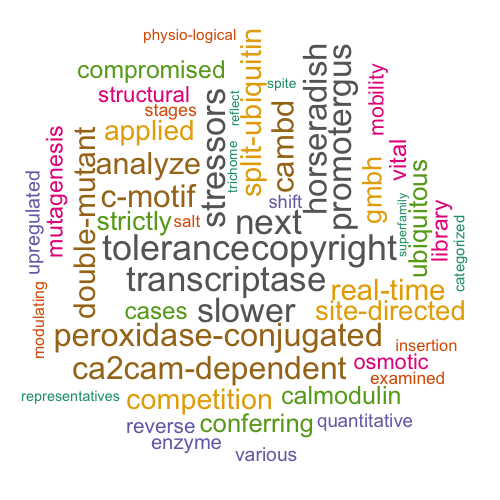 physio-logical
compromised
spite
structural
stages
reflect
applied
trichome
analyze
stressors
split-ubiquitin
cambd
horseradish
promotergus
mobility
vital
gmbh
ubiquitous
library
superfamily
categorized
upregulated
mutagenesis
double-mutant
c-motif
strictly
salt
next
shift
tolerancecopyright
transcriptase
real-time
modulating
cases
slower
site-directed
peroxidase-conjugated
insertion
ca2cam-dependent
osmotic
examined
representatives
competition
calmodulin
reverse
conferring
quantitative
enzyme
various